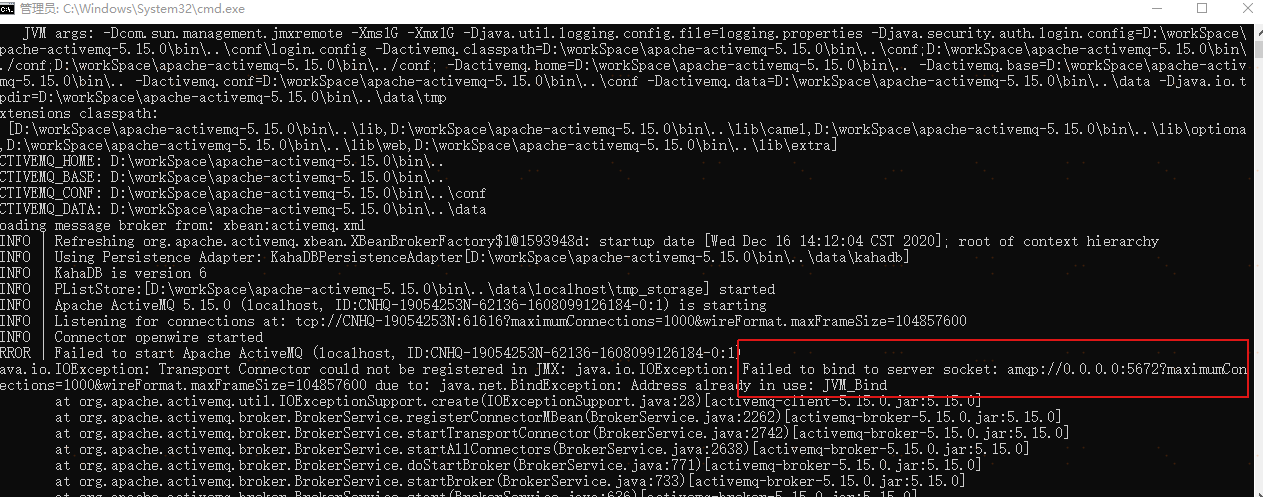 管理员: C:\Windows\System32\cmd.exe
JVM args: -Dcom.sun.management.jmxremote -Xms1G -Xmx1G -Djava.util.logging.config.file=logging.properties -Djava.security.auth.login.config=D:\workSpace\
pache-activemq-5.15.0\bin\..\conf\login.config -Dactivemq.classpath=D:\workSpace\apache-activemq-5.15.0\bin\..\conf;D:\workSpace\apache-activemq-5.15.0\bin\
./conf;D:\workSpace\apache-activemq-5.15.0\bin\../conf; -Dactivemq.home=D:\workSpace\apache-activemq-5.15.0\bin\.. -Dactivemq.base=D:\workSpace\apache-activ
mq-5.15.0\bin\.. -Dactivemq.conf=D:\workSpace\apache-activemq-5.15.0\bin\..\conf -Dactivemq.data=D:\workSpace\apache-activemq-5.15.0\bin\..\data -Djava.io.t
pdir=D:\workSpace\apache-activemq-5.15.0\bin\..\data\tmp
xtensions classpath:
[D:\workSpace\apache-activemq-5.15.0\bin\..\lib,D:\workSpace\apache-activemq-5.15.0\bin\..\lib\camel,D:\workSpace\apache-activemq-5.15.0\bin\..\lib\optiona
,D:\workSpace\apache-activemq-5.15.0\bin\..\lib\web,D:\workSpace\apache-activemq-5.15.0\bin\..\lib\extra]
CTIVEMQ_HOME: D:\workSpace\apache-activemq-5.15.0\bin\..
CTIVEMQ_BASE: D:\workSpace\apache-activemq-5.15.0\bin\..
CTIVEMQ_CONF: D:\workSpace\apache-activemq-5.15.0\bin\..\conf
CTIVEMQ_DATA: D:\workSpace\apache-activemq-5.15.0\bin\..\data
oading message broker from: xbean:activemq.xml
INFO | Refreshing org.apache.activemq.xbean.XBeanBrokerFactory$1@1593948d: startup date [Wed Dec 16 14:12:04 CST 2020]; root of context hierarchy
INFO | Using Persistence Adapter: KahaDBPersistenceAdapter[D:\workSpace\apache-activemq-5.15.0\bin\..\data\kahadb]
INFO | KahaDB is version 6
INFO | PListStore:[D:\workSpace\apache-activemq-5.15.0\bin\..\data\localhost\tmp_storage] started
INFO | Apache ActiveMQ 5.15.0 (localhost, ID:CNHQ-19054253N-62136-1608099126184-0:1) is starting
INFO | Listening for connections at: tcp://CNHQ-19054253N:61616?maximumConnections=1000&wireFormat.maxFrameSize=104857600
INFO | Connector openwire started
RROR | Failed to start Apache ActiveMQ (localhost, ID:CNHQ-19054253N-62136-1608099126184-0:1)
ava.io.IOException: Transport Connector could not be registered in JMX: java.io.IOException: Failed to bind to server socket: amqp://0.0.0.0:5672?maximumCon
ections=1000&wireFormat.maxFrameSize=104857600 due to: java.net.BindException: Address already in use: JVM_Bind
at org.apache.activemq.util.IOExceptionSupport.create(IOExceptionSupport.java:28)[activemq-client-5.15.0.jar:5.15.0]
at org.apache.activemq.broker.BrokerService.registerConnectorMBean(BrokerService.java:2262)[activemq-broker-5.15.0.jar:5.15.0]
at org.apache.activemq.broker.BrokerService.startTransportConnector(BrokerService.java:2742)[activemq-broker-5.15.0.jar:5.15.0]
at org.apache.activemq.broker.BrokerService.startAllConnectors(BrokerService.java:2638)[activemq-broker-5.15.0.jar:5.15.0]
at org.apache.activemq.broker.BrokerService.doStartBroker(BrokerService.java:771)[activemq-broker-5.15.0.jar:5.15.0]
at org.apache.activemq.broker.BrokerService.startBroker(BrokerService.java:733)[activemq-broker-5.15.0.jar:5.15.0]
at org.apache.activemq.broker.BrokerService.start(BrokerService.java:636)[activemq-broker-5.15.0.jar:5.15.0]